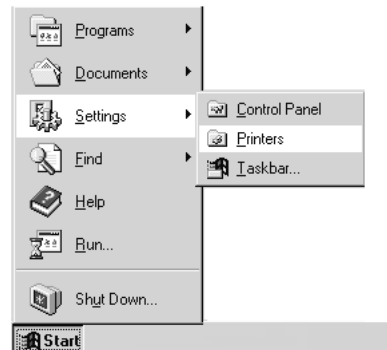 Programs
Documents
Settings
Control Panel
Printers
Taskbar...
Find
Help
Run...
Shut Down...
Start